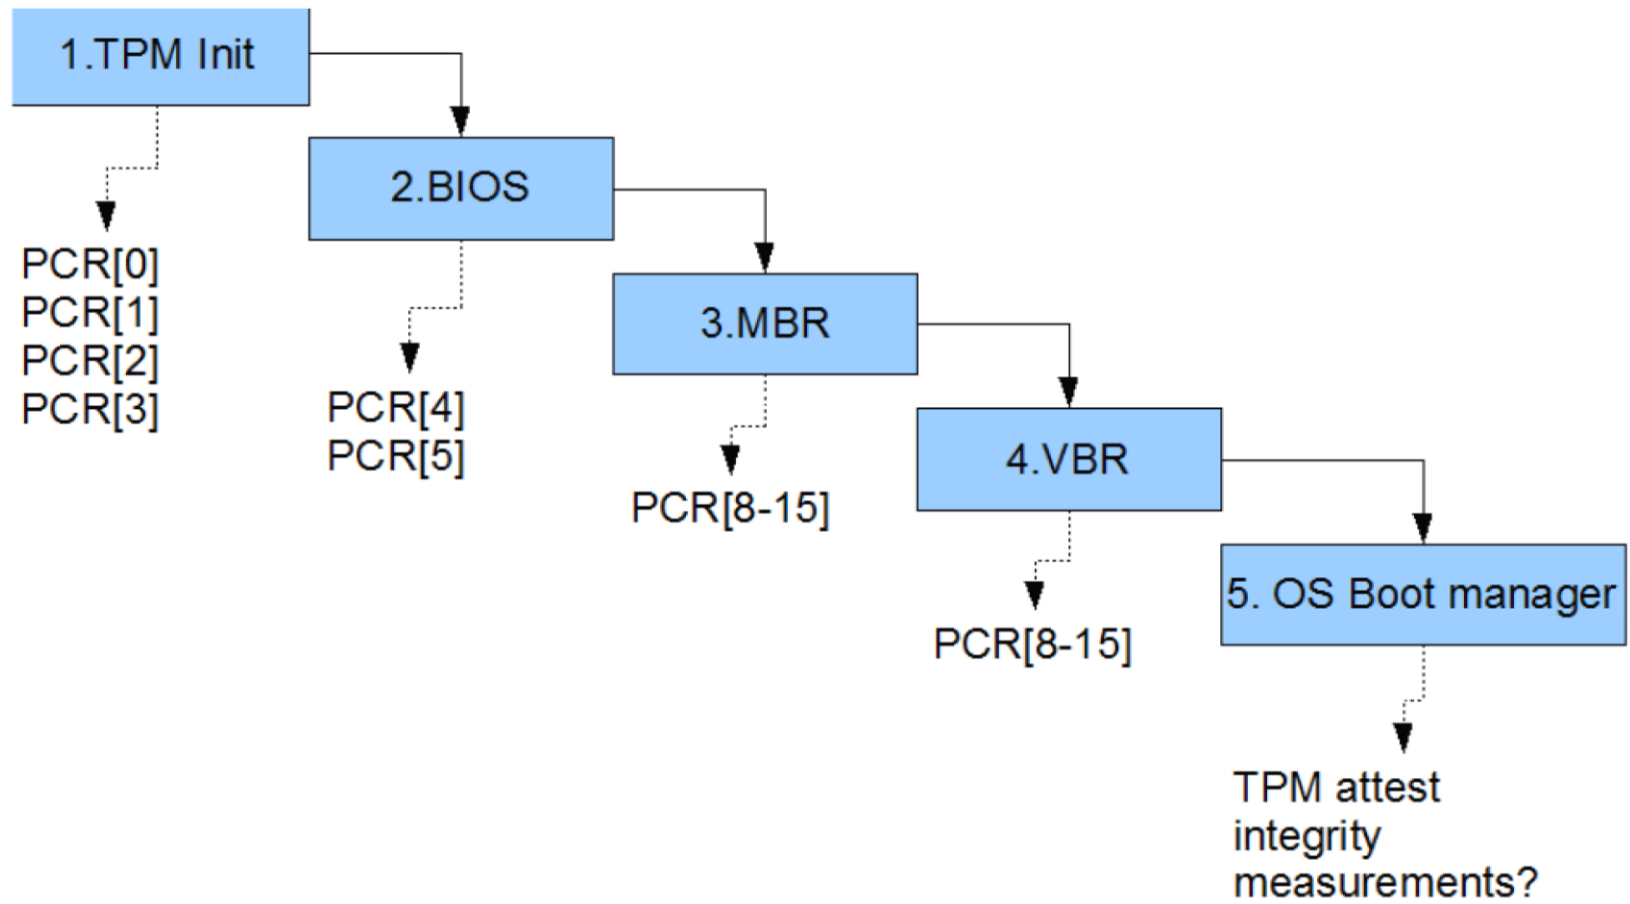 1.TPM Init
2.BIOS
PCR[0]
PCR[1]
PCR[2]
PCR[3]
3.MBR
PCR[4]
PCR[5]
4.VBR
PCR[8-15]
5. OS Boot manager
PCR[8-15]
TPM attest
integrity
measurements?